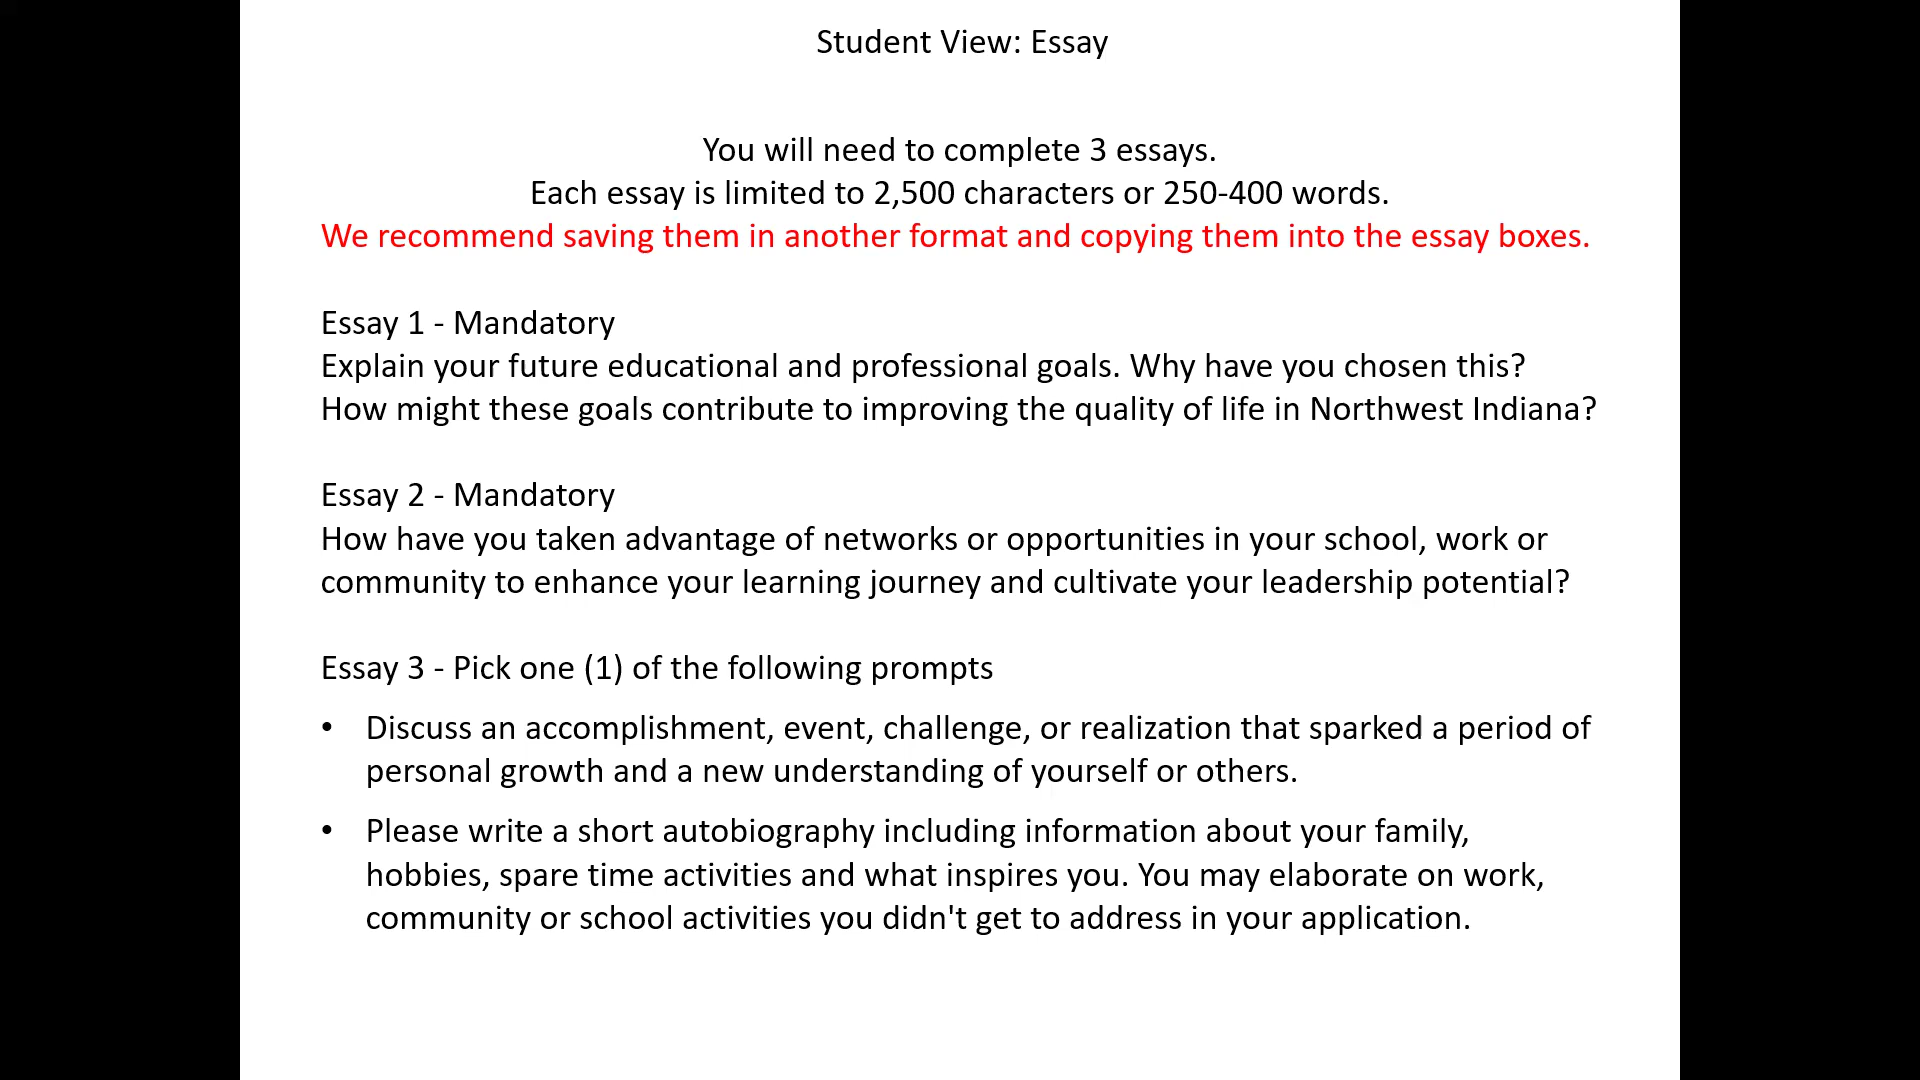 Student View: Essay
You will need to complete 3 essays.
Each essay is limited to 2,500 characters or 250-400 words.
We recommend saving them in another format and copying them into the essay boxes.
Essay 1 - Mandatory
Explain your future educational and professional goals. Why have you chosen this?
How might these goals contribute to improving the quality of life in Northwest Indiana?
Essay 2 - Mandatory
How have you taken advantage of networks or opportunities in your school, work or
community to enhance your learning journey and cultivate your leadership potential?
Essay 3 - Pick one (1) of the following prompts
• Discuss an accomplishment, event, challenge, or realization that sparked a period of
personal growth and a new understanding of yourself or others.
• Please write a short autobiography including information about your family,
hobbies, spare time activities and what inspires you. You may elaborate on work,
community or school activities you didn't get to address in your application.